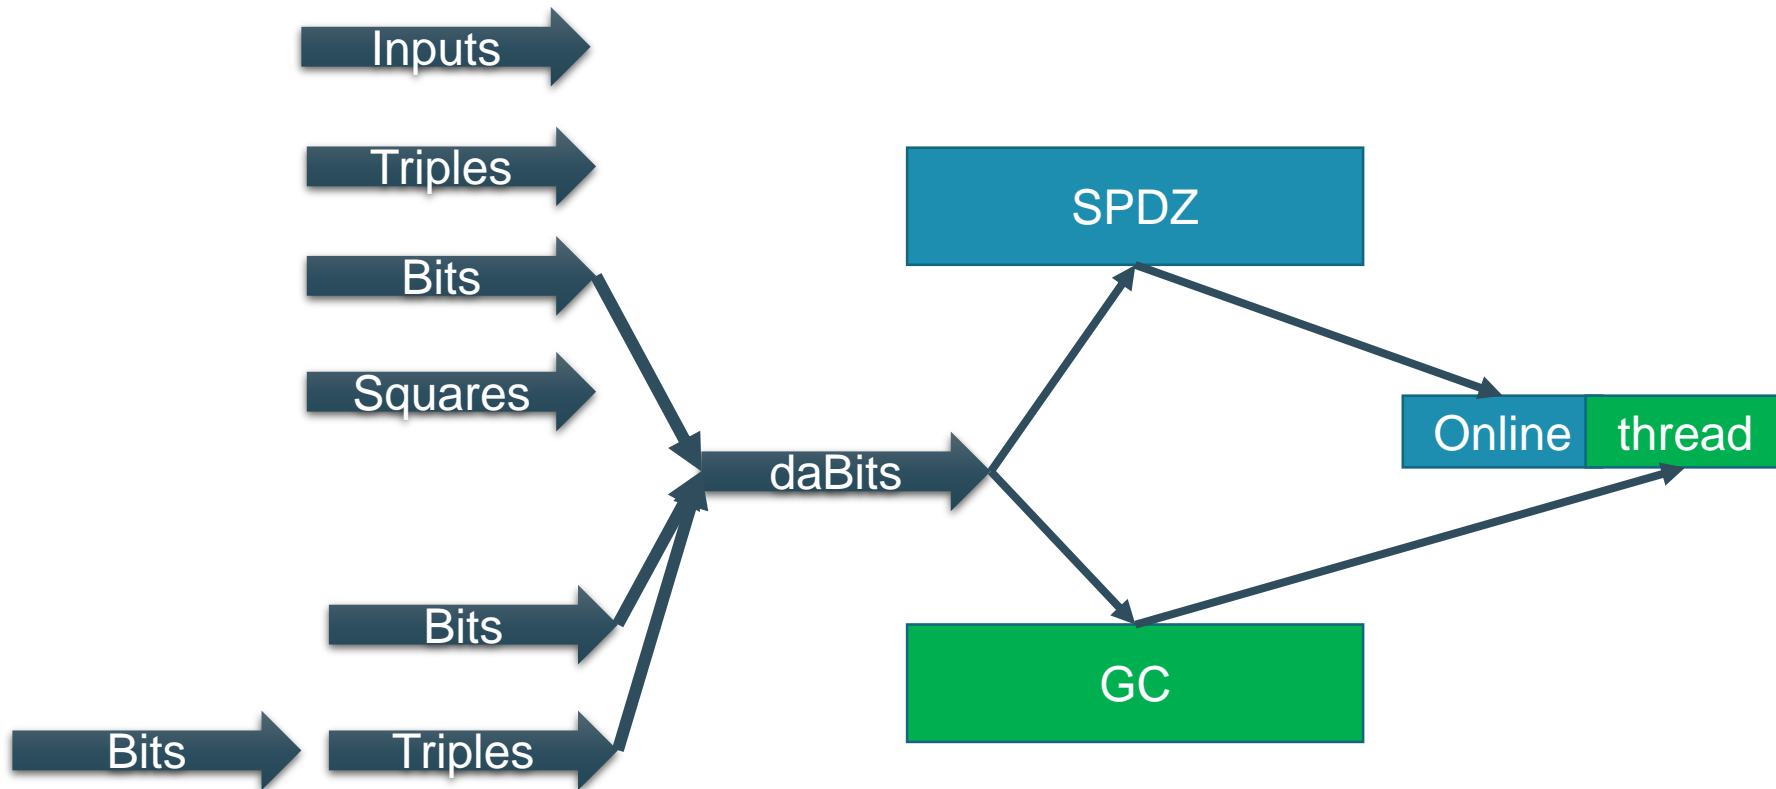 Inputs
Triples
Bits
Squares
SPDZ
Online thread
daBits
Bits
GC
Bits
Triples